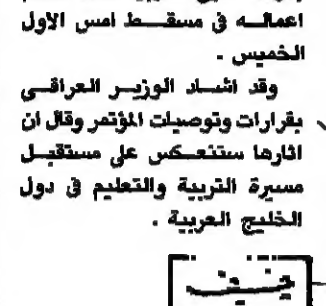 اعماله في مسقط امس الاول
الخميس .
وقد اشاد الوزير العراقي
بقرارات وتوصيات المؤتمر وقال ان
اثارها ستنعكس على مستقبل
مسيرة التربية والتعليم في دول
الخليج العربية .